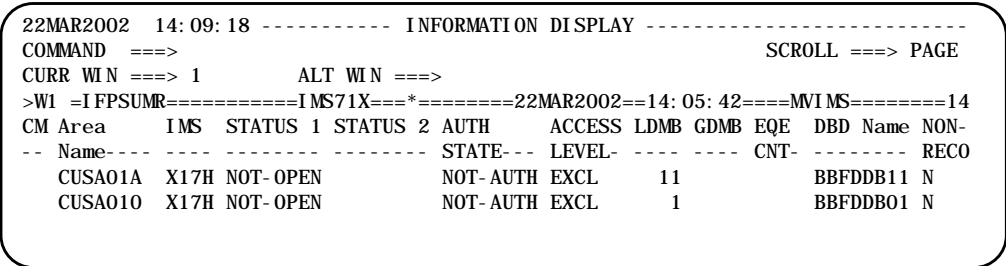 22MAR2002  14:09:18 ----------- INFORMATION DISPLAY ---------------------------
COMMAND  ===>                                                 SCROLL ===> PAGE
CURR WIN ===> 1        ALT WIN ===>
>W1 =IFPSUMR===========IMS71X===*========22MAR2002==14:05:42====MVIMS========14
CM Area     IMS  STATUS 1 STATUS 2 AUTH     ACCESS LDMB GDMB EQE  DBD Name NON-
-- Name---- ---- -------- -------- STATE--- LEVEL- ---- ---- CNT- -------- RECO
   CUSA01A  X17H NOT-OPEN          NOT-AUTH EXCL     11           BBFDDB11 N
   CUSA010  X17H NOT-OPEN          NOT-AUTH EXCL      1           BBFDDB01 N